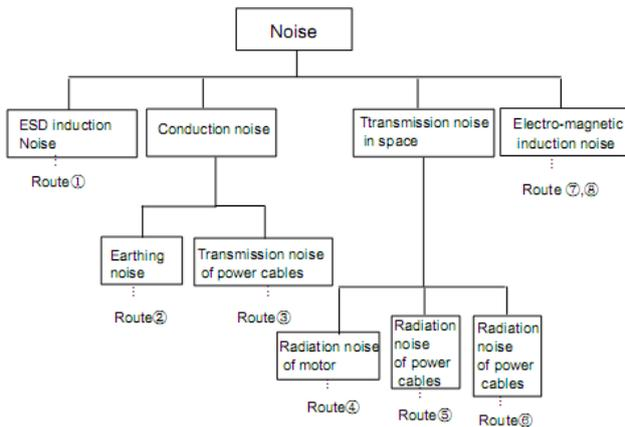 Noise
ESD induction
Noise
Route①
Conduction noise
Ttransmission noise
in space
Electro-magnetic
induction noise
Route ⑦,⑧
Earthing
noise
Route②
Transmission noise
of power cables
Route③
Radiation noise
of motor
Route④
Radiation
noise
of power
cables
Route⑤
Radiation
noise
of power
cables
Route⑥